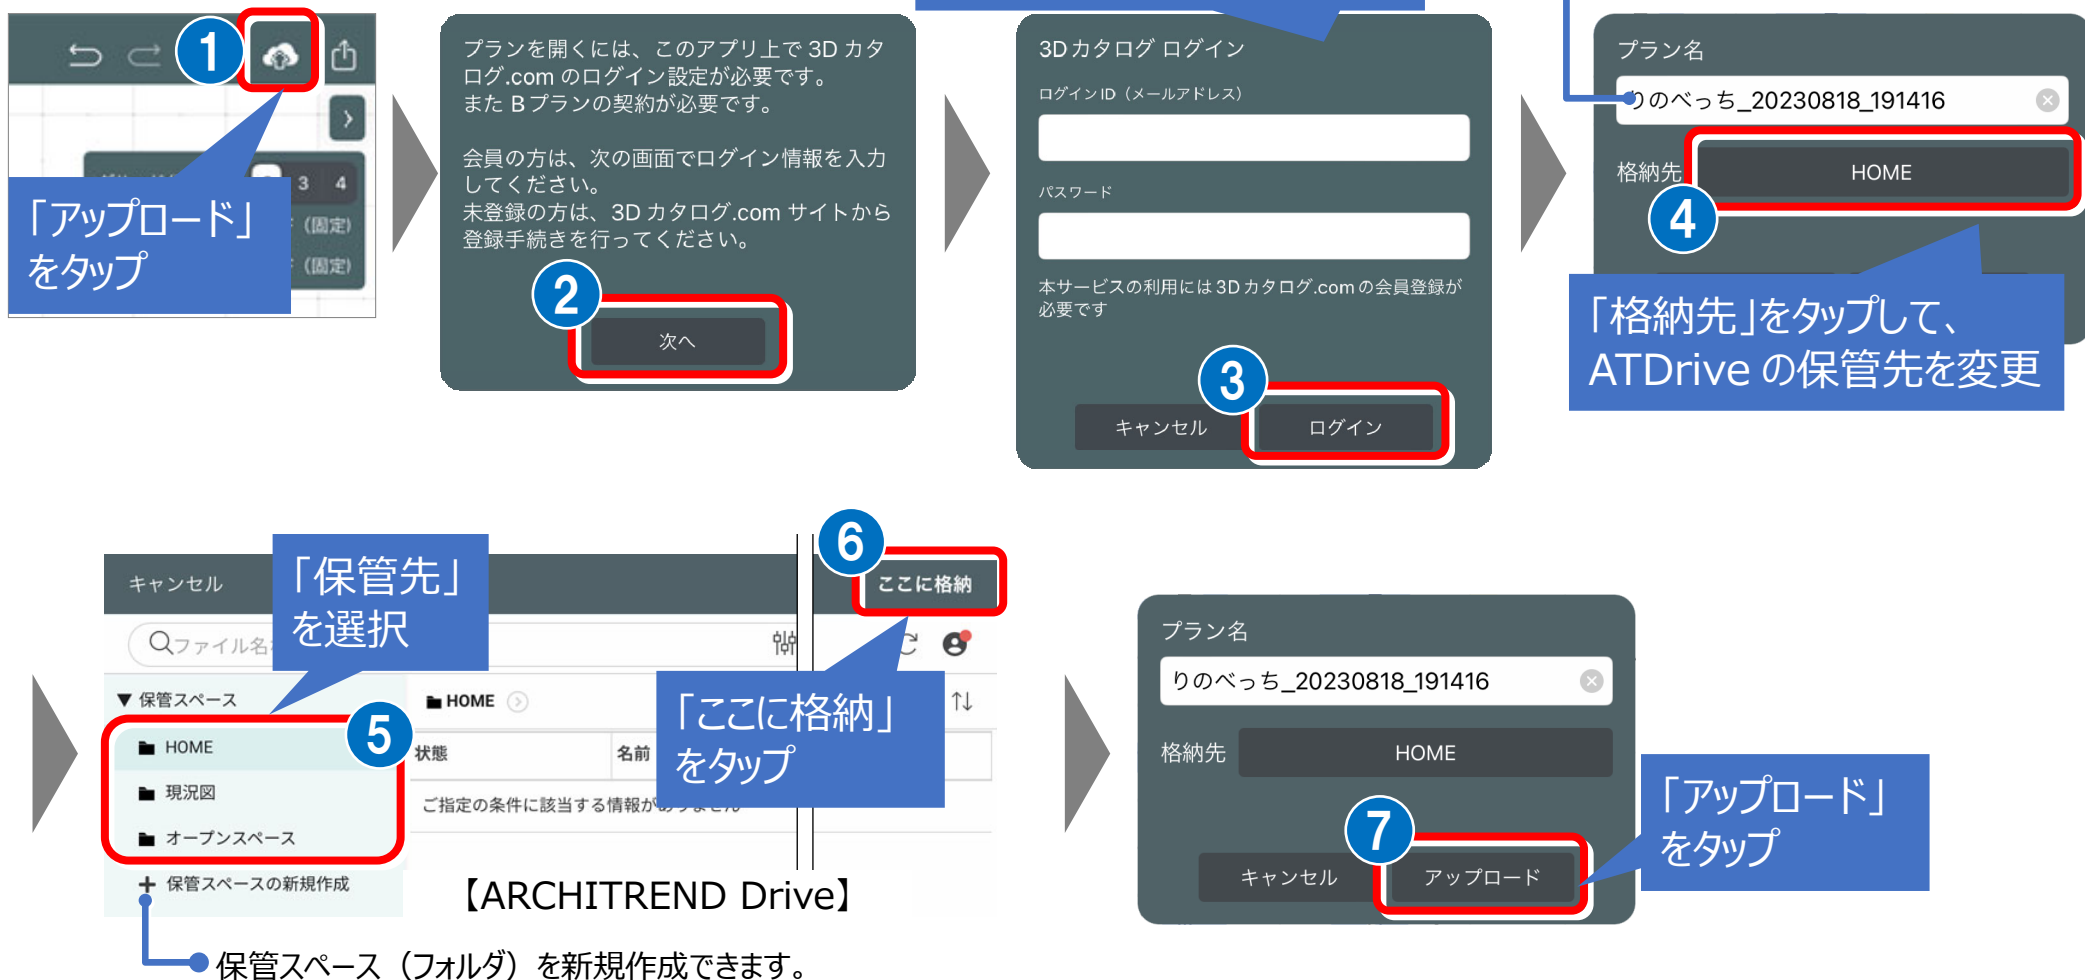 1
3 4
(固定)
(固定)
「アップロード」
をタップ
プランを開くには、このアプリ上で 3D カタ
ログ.com のログイン設定が必要です。
また B プランの契約が必要です。
会員の方は、次の画面でログイン情報を入力
してください。
未登録の方は、3D カタログ.com サイトから
登録手続きを行ってください。
2
次へ
3Dカタログ ログイン
ログインID（メールアドレス）
パスワード
本サービスの利用には3Dカタログ.comの会員登録が
必要です
3
キャンセル
ログイン
プラン名
りのべっち_20230818_191416
格納先
HOME
4
「格納先」をタップして、
ATDrive の保管先を変更
キャンセル
「保管先」
を選択
6
ここに格納
ファイル名
▼ 保管スペース
HOME
↑↓
「ここに格納」
をタップ
5
HOME
現況図
オープンスペース
状態
名前
ご指定の条件に該当する情報がありません
＋ 保管スペースの新規作成
【ARCHITREND Drive】
保管スペース（フォルダ）を新規作成できます。
プラン名
りのべっち_20230818_191416
格納先
HOME
7
キャンセル
アップロード
「アップロード」
をタップ